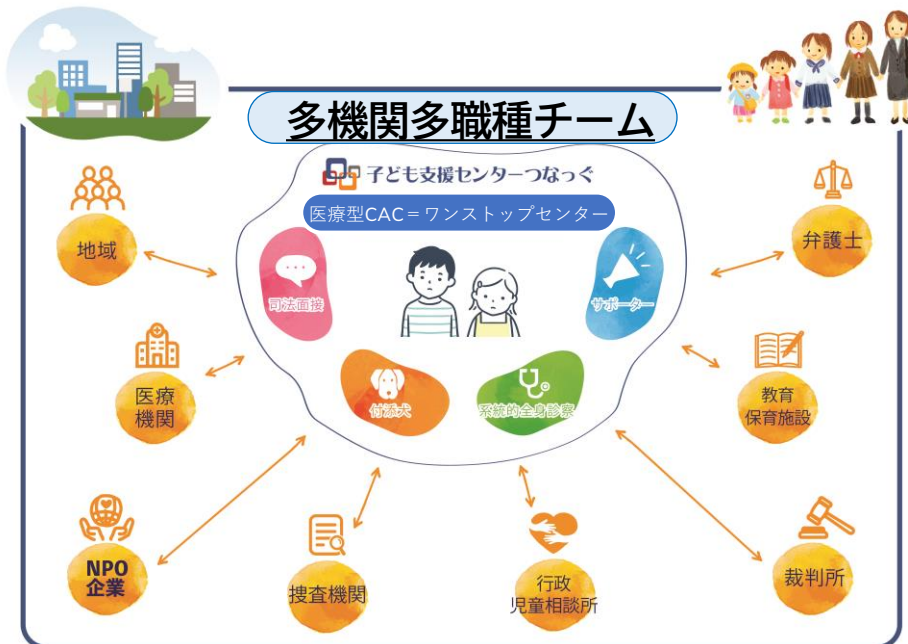 多機関多職種チーム
子ども支援センターつなっぐ
医療型CAC＝ワンストップセンター
地域
弁護士
司法面接
サポーター
医療
機関
付添犬
系統的全身診察
教育
保育施設
NPO
企業
捜査機関
行政
児童相談所
裁判所